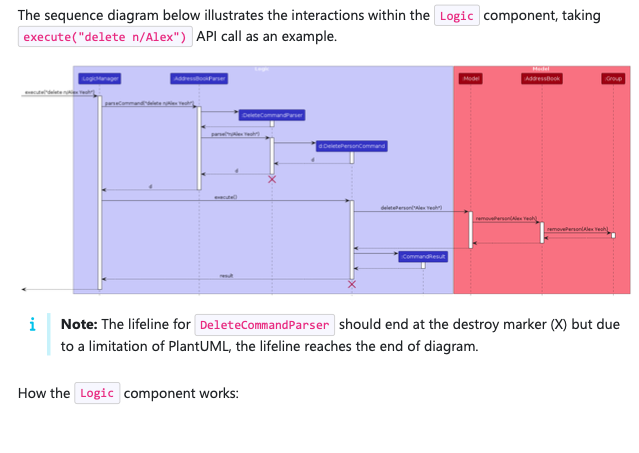 The sequence diagram below illustrates the interactions within the Logic component, taking
execute("delete n/Alex") API call as an example.
Logic
Model
:LogicManager
:AddressBookParser
:Model
:AddressBook
:Group
execute("delete n/Alex Yeoh")
parseCommand("delete n/Alex Yeoh")
:DeleteCommandParser
parse("n/Alex Yeoh")
d:DeletePersonCommand
d
d
d
execute()
deletePerson("Alex Yeoh")
removePerson(Alex Yeoh)
removePerson(Alex Yeoh)
:CommandResult
result
i
Note: The lifeline for DeleteCommandParser should end at the destroy marker (X) but due
to a limitation of PlantUML, the lifeline reaches the end of diagram.
How the Logic component works: